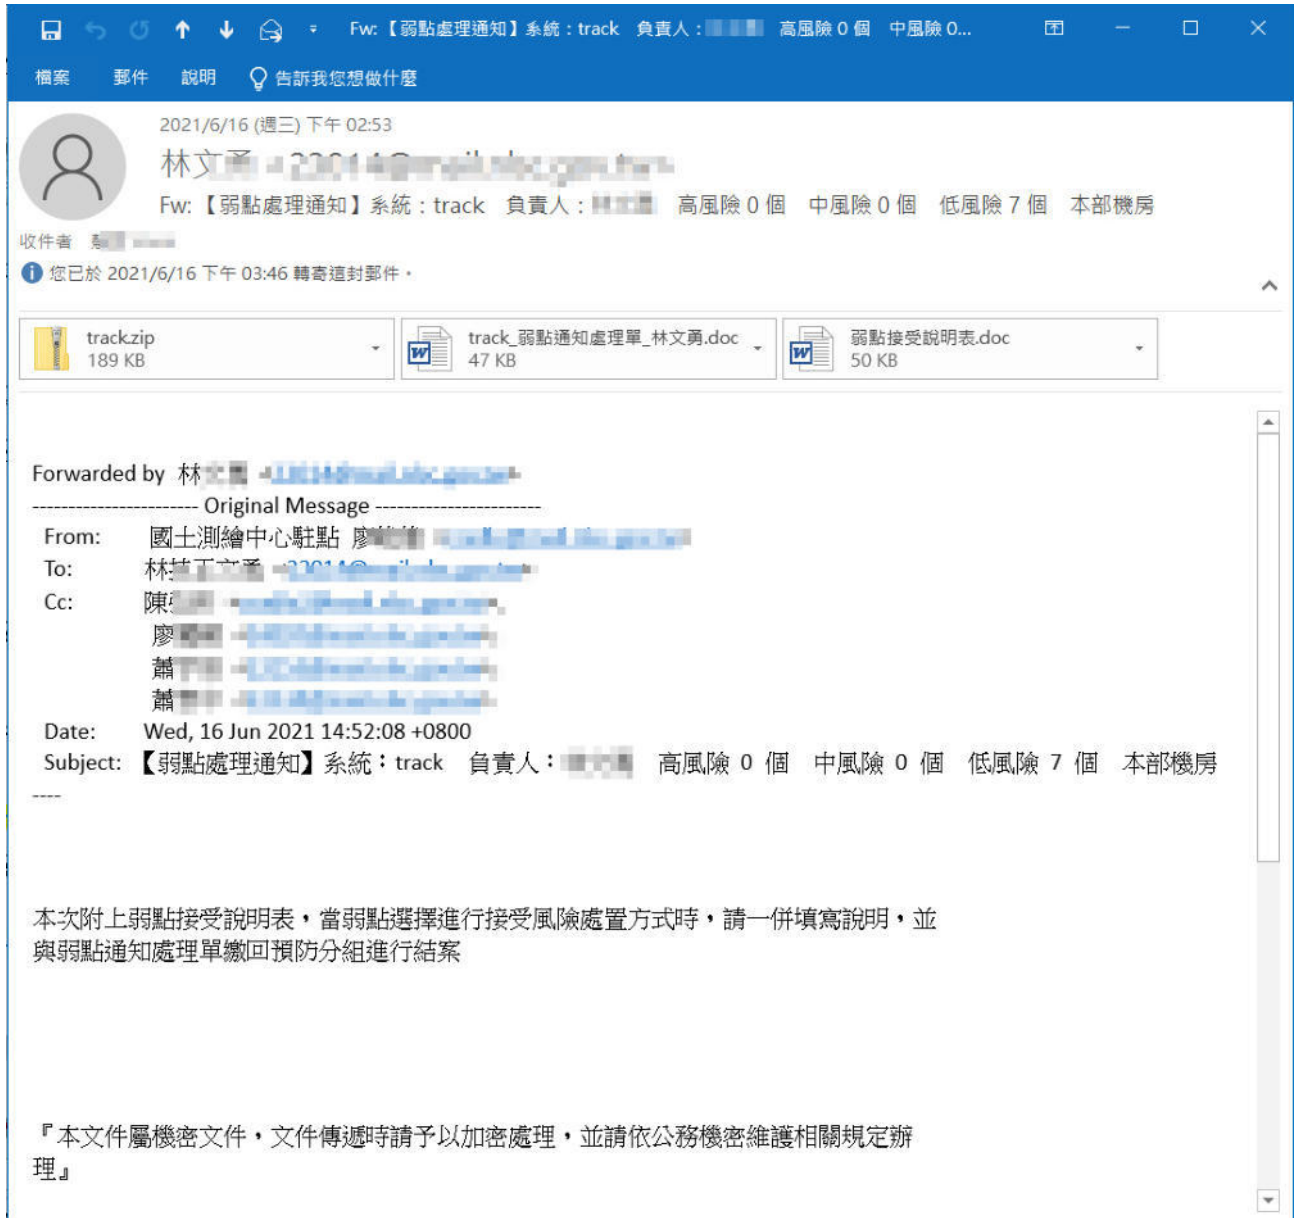 Fw:【弱點處理通知】系統：track 負責人： 高風險 0 個 中風險 0...
檔案 郵件 說明 告訴我您想做什麼
2021/6/16 (週三) 下午 02:53
林文
Fw:【弱點處理通知】系統：track 負責人： 高風險 0 個 中風險 0 個 低風險 7 個 本部機房
收件者
您已於 2021/6/16 下午 03:46 轉寄這封郵件。
track.zip
189 KB
track_弱點通知處理單_林文勇.doc
47 KB
弱點接受說明表.doc
50 KB
Forwarded by 林
----------------------- Original Message -----------------------
From: 國土測繪中心駐點 廖
To: 林
Cc: 陳
廖
蕭
蕭
Date: Wed, 16 Jun 2021 14:52:08 +0800
Subject: 【弱點處理通知】系統：track 負責人： 高風險 0 個 中風險 0 個 低風險 7 個 本部機房
----
本次附上弱點接受說明表，當弱點選擇進行接受風險處置方式時，請一併填寫說明，並
與弱點通知處理單繳回預防分組進行結案
『本文件屬機密文件，文件傳遞時請予以加密處理，並請依公務機密維護相關規定辦
理』